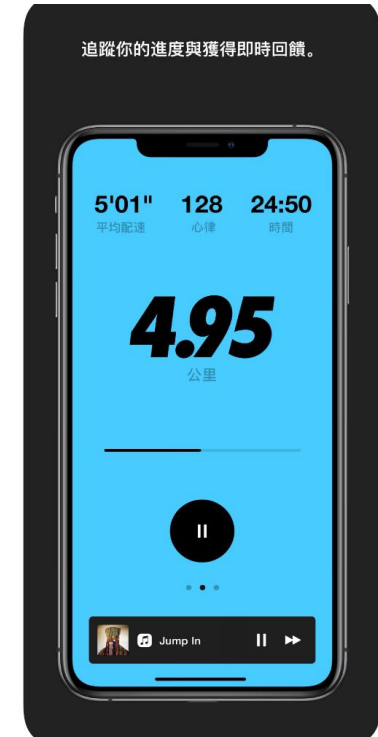 追蹤你的進度與獲得即時回饋。
5'01" 128 24:50
平均配速 心律 時間
4.95
公里
Jump In